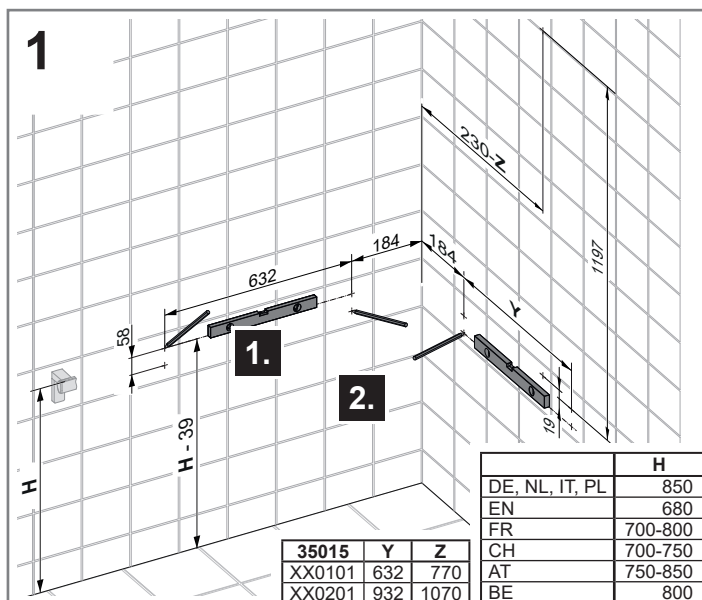 1
230-Z
1197
184
184
632
Y
58
1.
2.
19
H
H - 39
35015 Y Z
XX0101 632 770
XX0201 932 1070
H
DE, NL, IT, PL 850
EN 680
FR 700-800
CH 700-750
AT 750-850
BE 800